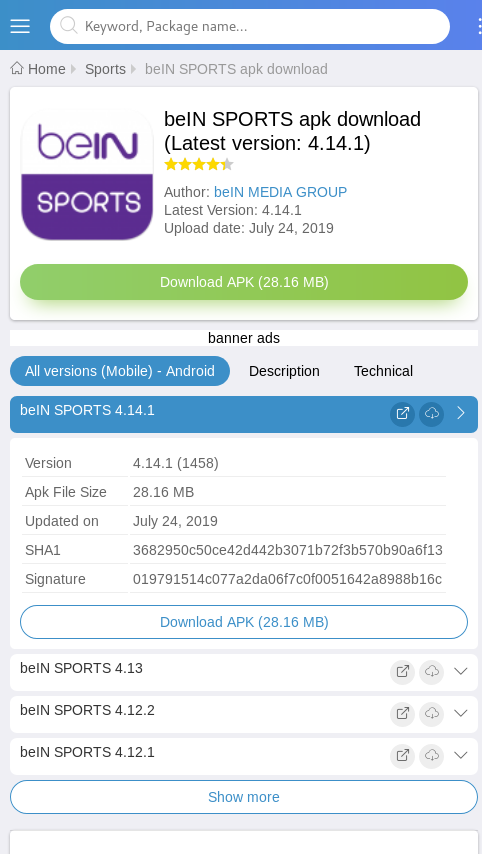 Keyword, Package name...
Home
Sports
beIN SPORTS apk download
beIN
SPORTS
beIN SPORTS apk download
(Latest version: 4.14.1)
Author: beIN MEDIA GROUP
Latest Version: 4.14.1
Upload date: July 24, 2019
Download APK (28.16 MB)
banner ads
All versions (Mobile) - Android
Description
Technical
beIN SPORTS 4.14.1
Version 4.14.1 (1458)
Apk File Size 28.16 MB
Updated on July 24, 2019
SHA1 3682950c50ce42d442b3071b72f3b570b90a6f13
Signature 019791514c077a2da06f7c0f0051642a8988b16c
Download APK (28.16 MB)
beIN SPORTS 4.13
beIN SPORTS 4.12.2
beIN SPORTS 4.12.1
Show more